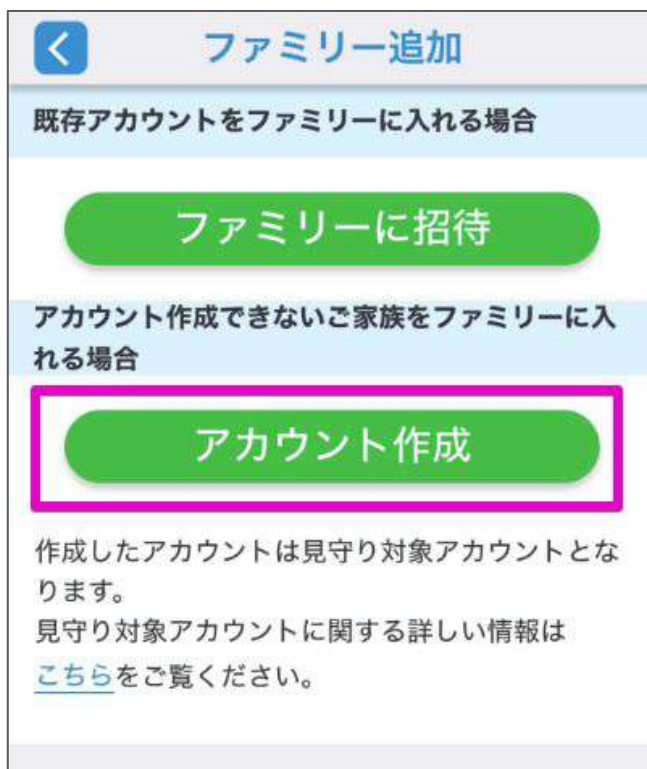 ファミリー追加
既存アカウントをファミリーに入れる場合
ファミリーに招待
アカウント作成できないご家族をファミリーに入
れる場合
アカウント作成
作成したアカウントは見守り対象アカウントとな
ります。
見守り対象アカウントに関する詳しい情報は
こちらをご覧ください。